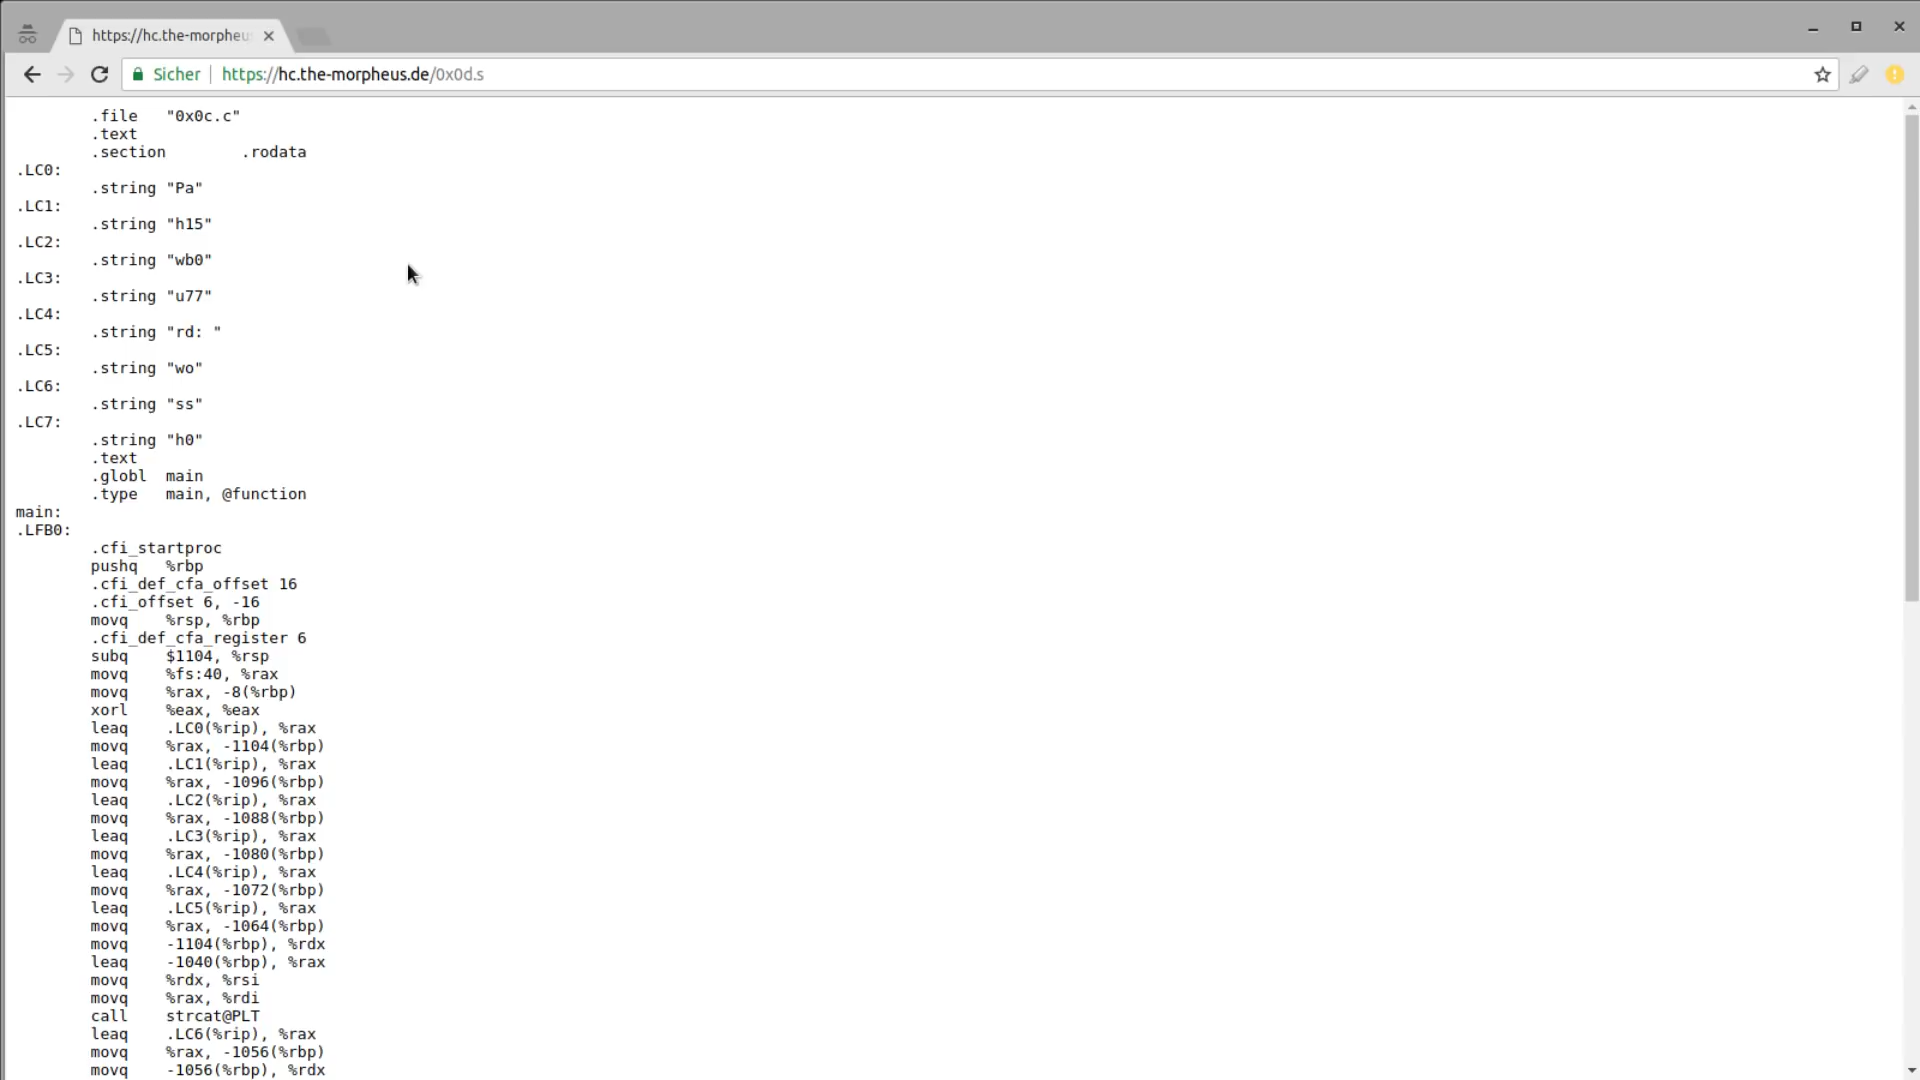 https://hc.the-morpheu
Sicher | https://hc.the-morpheus.de/0x0d.s
.file "0x0c.c"
.text
.section .rodata
.LC0:
.string "Pa"
.LC1:
.string "h15"
.LC2:
.string "wb0"
.LC3:
.string "u77"
.LC4:
.string "rd: "
.LC5:
.string "wo"
.LC6:
.string "ss"
.LC7:
.string "h0"
.text
.globl main
.type main, @function
main:
.LFB0:
.cfi_startproc
pushq %rbp
.cfi_def_cfa_offset 16
.cfi_offset 6, -16
movq %rsp, %rbp
.cfi_def_cfa_register 6
subq $1104, %rsp
movq %fs:40, %rax
movq %rax, -8(%rbp)
xorl %eax, %eax
leaq .LC0(%rip), %rax
movq %rax, -1104(%rbp)
leaq .LC1(%rip), %rax
movq %rax, -1096(%rbp)
leaq .LC2(%rip), %rax
movq %rax, -1088(%rbp)
leaq .LC3(%rip), %rax
movq %rax, -1080(%rbp)
leaq .LC4(%rip), %rax
movq %rax, -1072(%rbp)
leaq .LC5(%rip), %rax
movq %rax, -1064(%rbp)
movq -1104(%rbp), %rdx
leaq -1040(%rbp), %rax
movq %rdx, %rsi
movq %rax, %rdi
call strcat@PLT
leaq .LC6(%rip), %rax
movq %rax, -1056(%rbp)
movq -1056(%rbp), %rdx